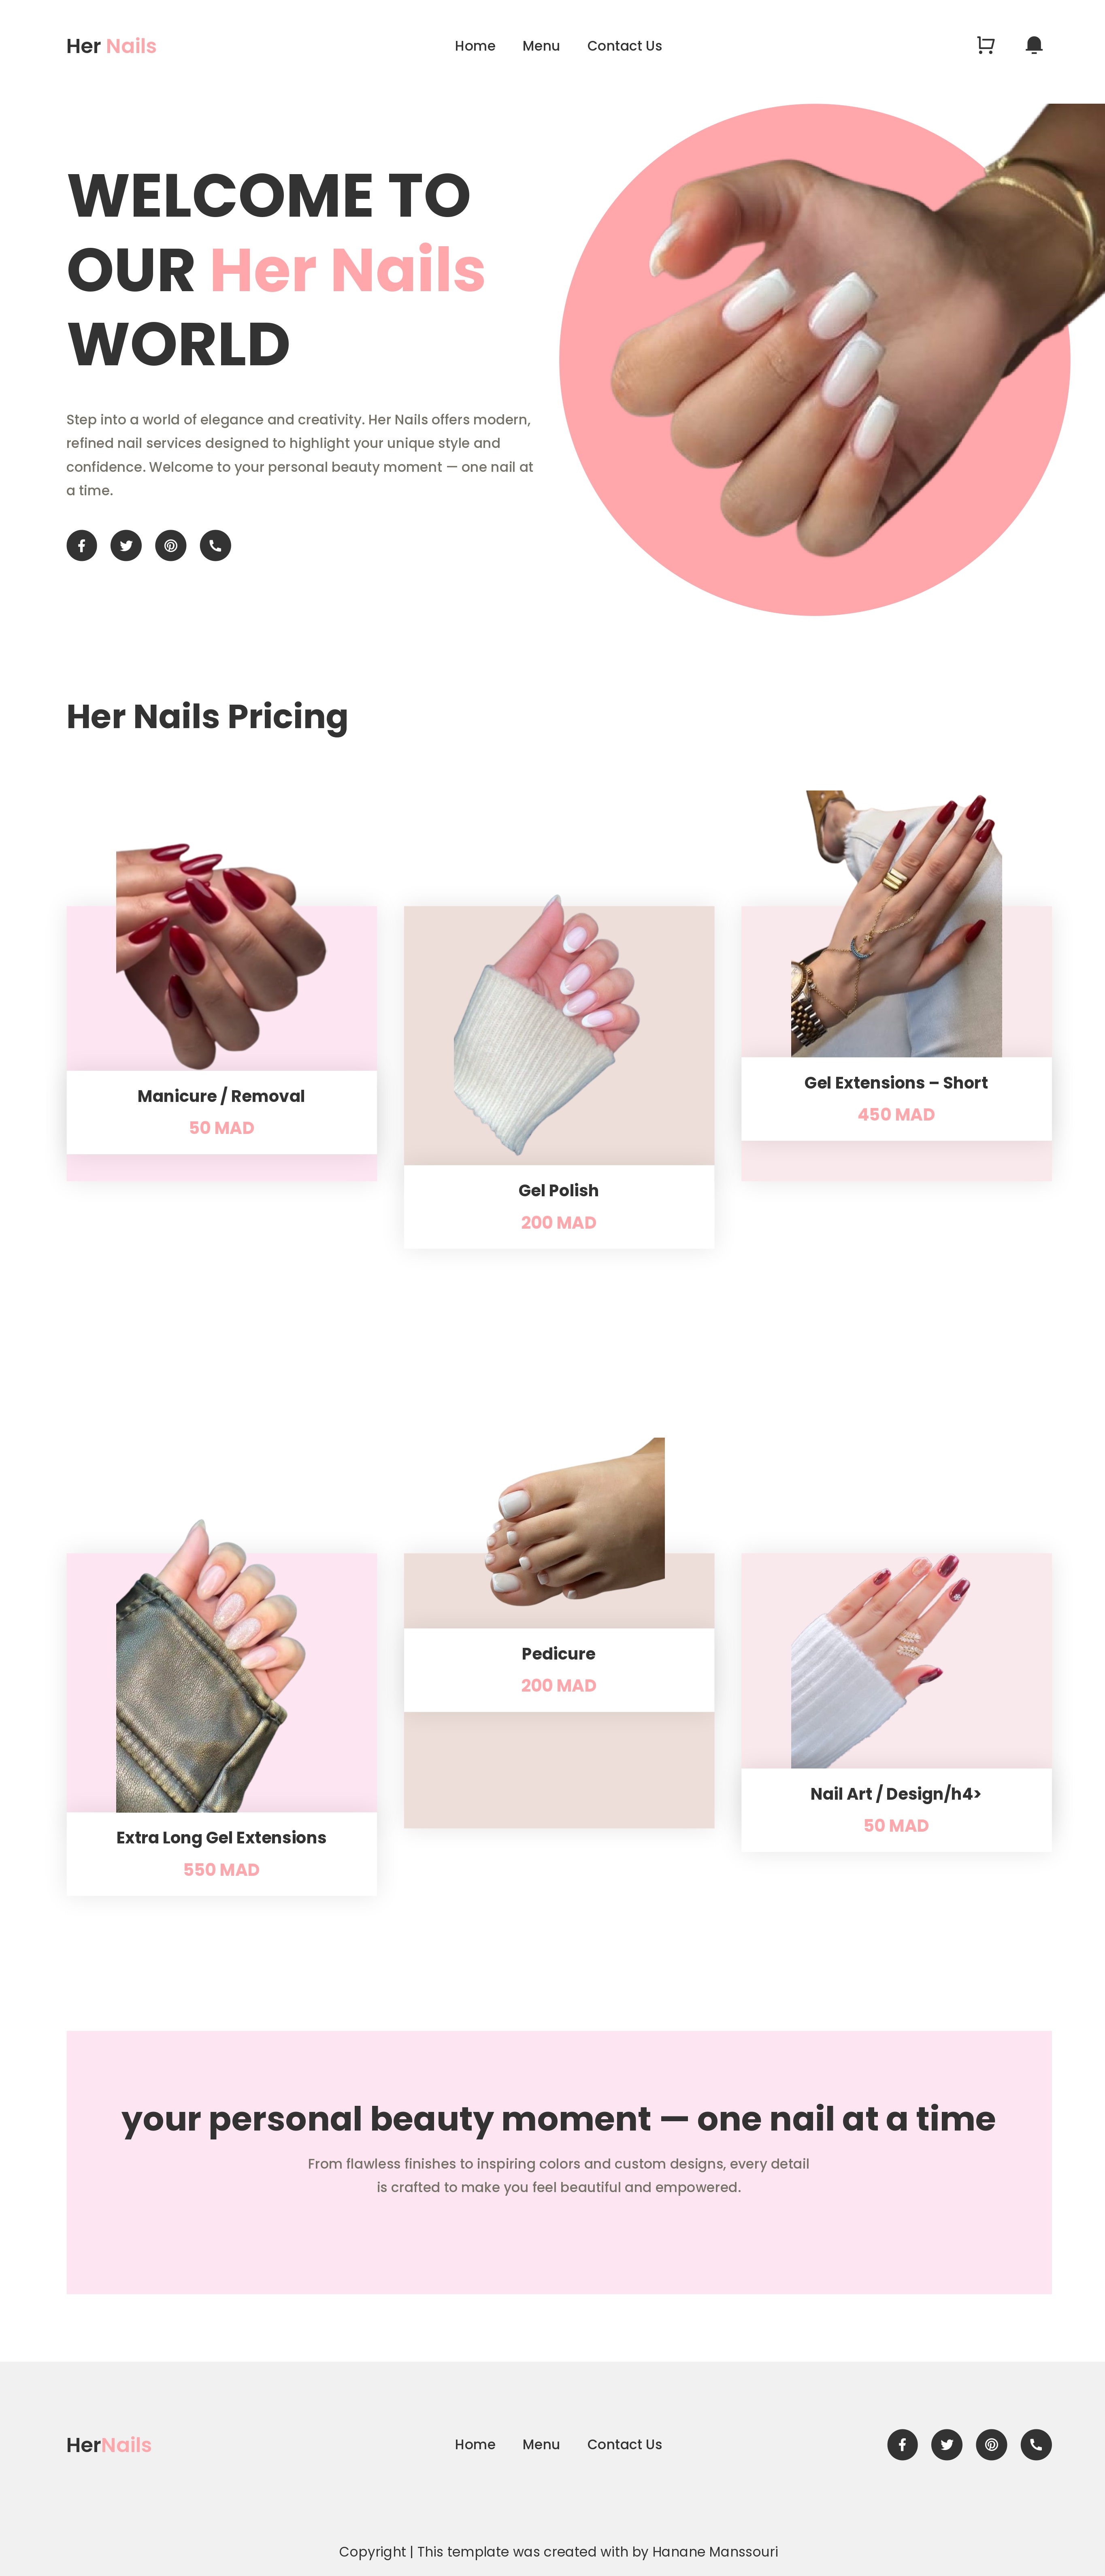 Her Nails
Home Menu Contact Us
WELCOME TO
OUR Her Nails
WORLD
Step into a world of elegance and creativity. Her Nails offers modern,
refined nail services designed to highlight your unique style and
confidence. Welcome to your personal beauty moment — one nail at
a time.
Her Nails Pricing
Manicure / Removal
50 MAD
Gel Polish
200 MAD
Gel Extensions – Short
450 MAD
Extra Long Gel Extensions
550 MAD
Pedicure
200 MAD
Nail Art / Design/h4>
50 MAD
your personal beauty moment — one nail at a time
From flawless finishes to inspiring colors and custom designs, every detail
is crafted to make you feel beautiful and empowered.
HerNails
Home Menu Contact Us
Copyright | This template was created with by Hanane Manssouri